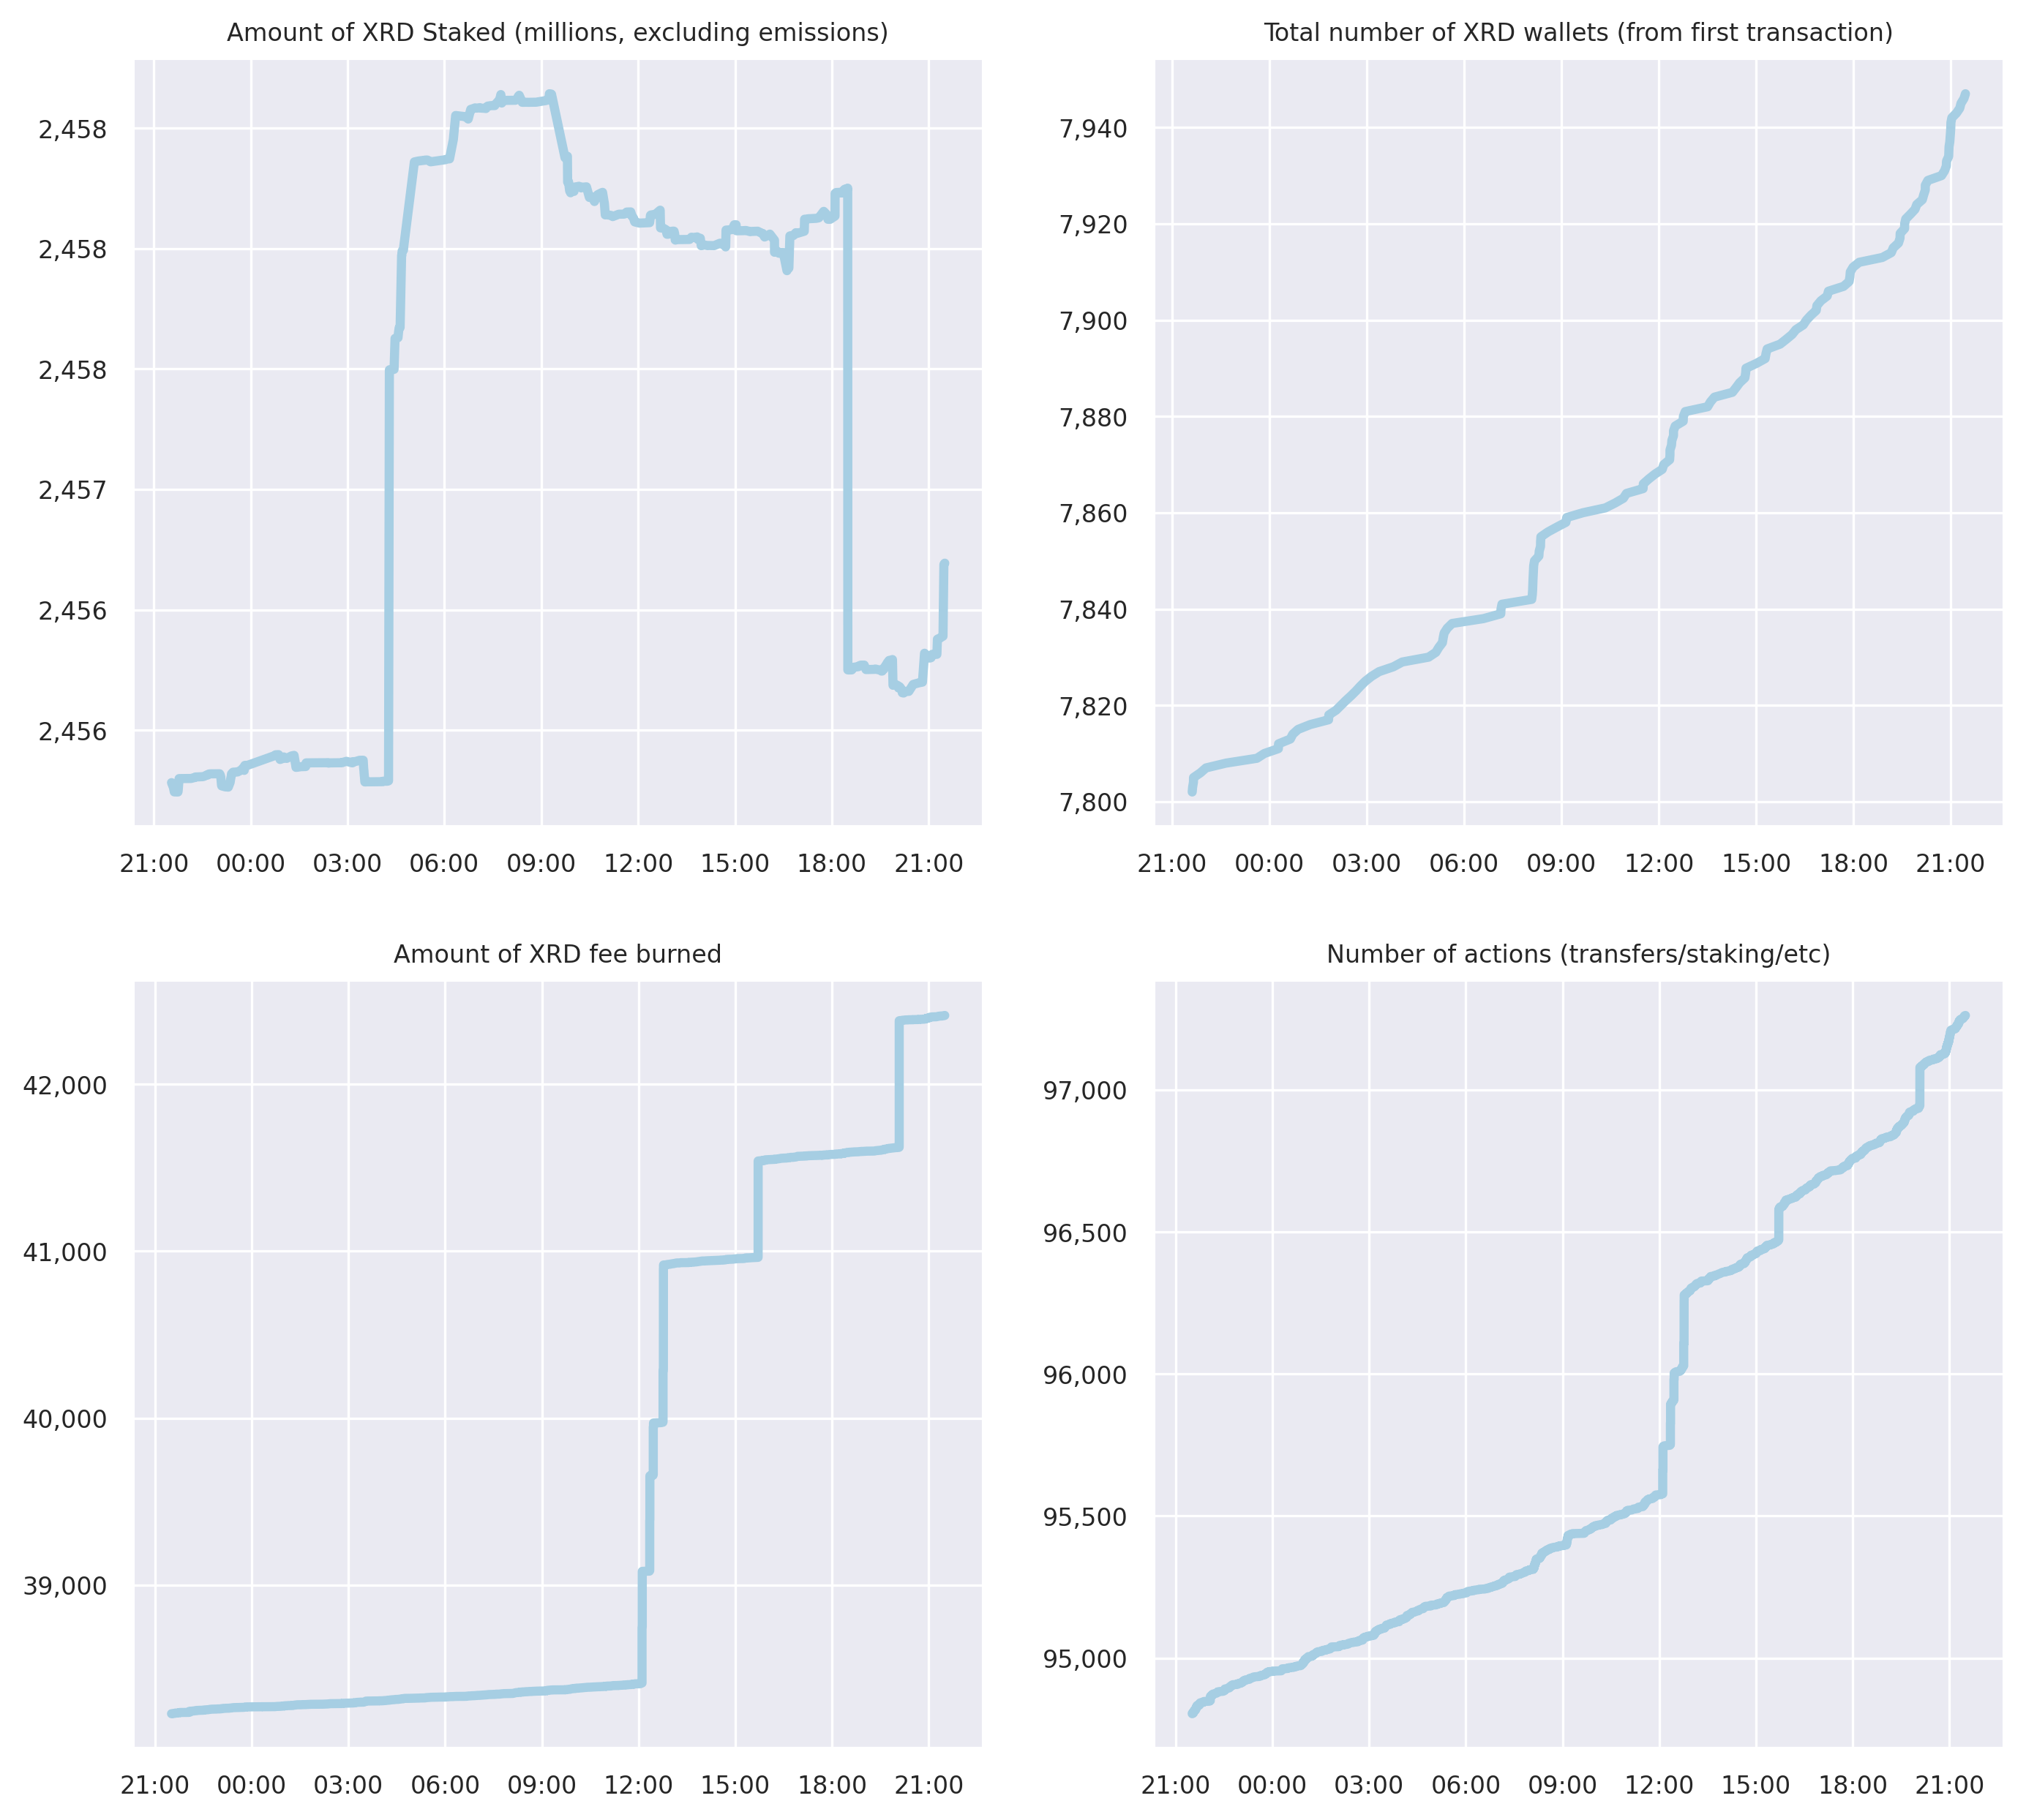 Amount of XRD Staked (millions, excluding emissions)
2,458
2,458
2,458
2,457
2,456
2,456
21:00 00:00 03:00 06:00 09:00 12:00 15:00 18:00 21:00
Total number of XRD wallets (from first transaction)
7,940
7,920
7,900
7,880
7,860
7,840
7,820
7,800
21:00 00:00 03:00 06:00 09:00 12:00 15:00 18:00 21:00
Amount of XRD fee burned
42,000
41,000
40,000
39,000
21:00 00:00 03:00 06:00 09:00 12:00 15:00 18:00 21:00
Number of actions (transfers/staking/etc)
97,000
96,500
96,000
95,500
95,000
21:00 00:00 03:00 06:00 09:00 12:00 15:00 18:00 21:00